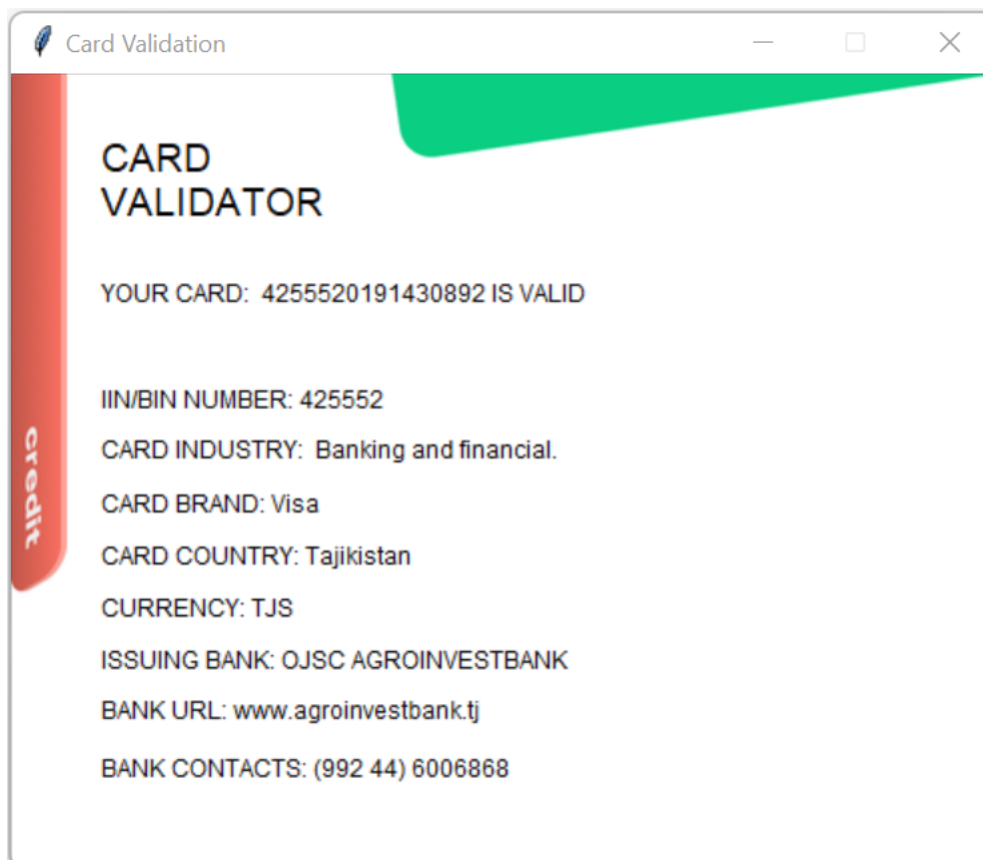 Card Validation
CARD
VALIDATOR
YOUR CARD:  4255520191430892 IS VALID
IIN/BIN NUMBER: 425552
CARD INDUSTRY:  Banking and financial.
credit
CARD BRAND: Visa
CARD COUNTRY: Tajikistan
CURRENCY: TJS
ISSUING BANK: OJSC AGROINVESTBANK
BANK URL: www.agroinvestbank.tj
BANK CONTACTS: (992 44) 6006868